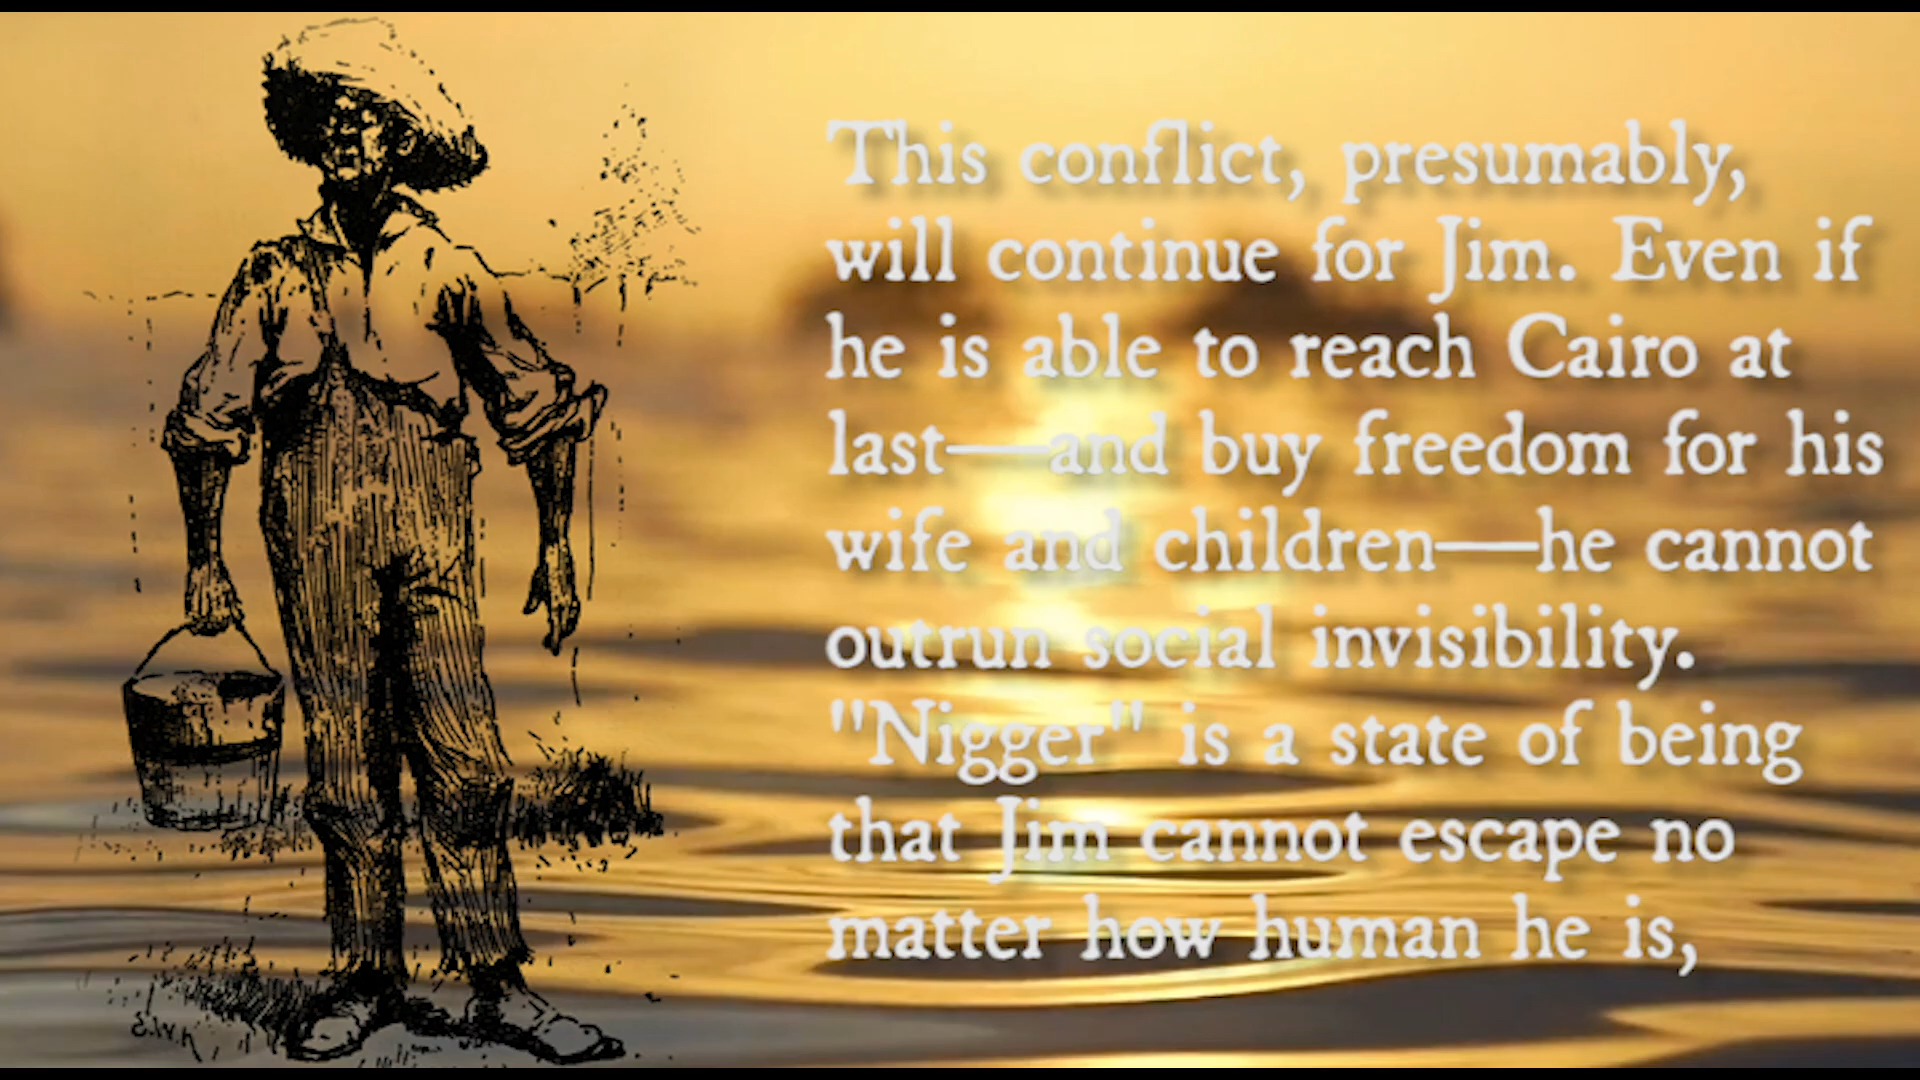 This conflict, presumably,
will continue for Jim. Even if
he is able to reach Cairo at
last—and buy freedom for his
wife and children—he cannot
outrun social invisibility.
"Nigger" is a state of being
that Jim cannot escape no
matter how human he is,